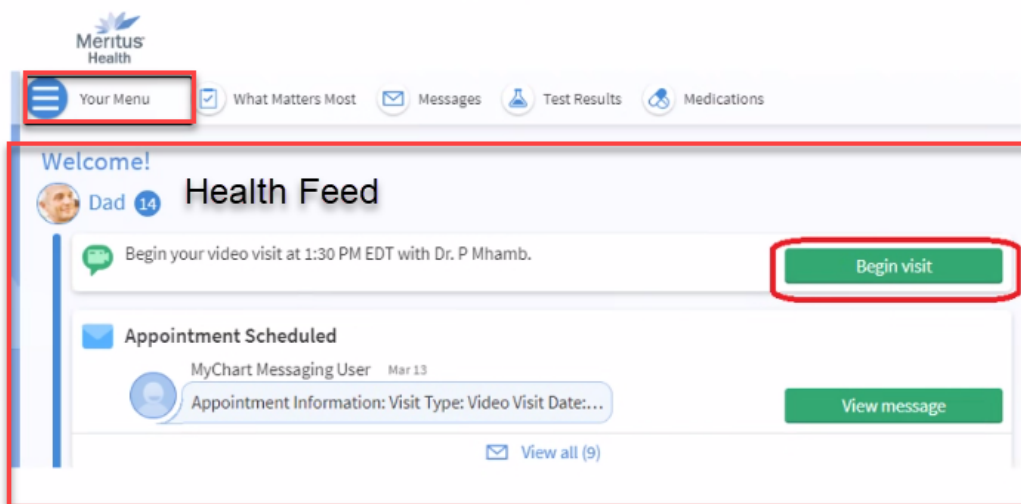 Meritus
Health
Your Menu
What Matters Most
Messages
Test Results
Medications
Welcome!
Dad 14
Health Feed
Begin your video visit at 1:30 PM EDT with Dr. P Mhamb.
Begin visit
Appointment Scheduled
MyChart Messaging User Mar 13
Appointment Information: Visit Type: Video Visit Date:...
View message
View all (9)